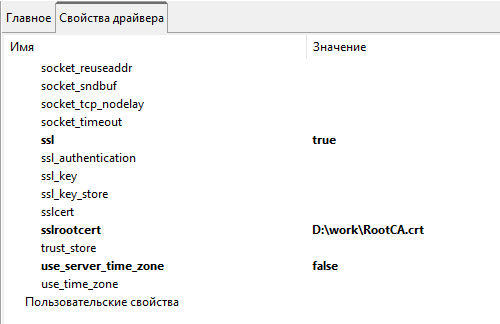 Главное Свойства драйвера
Имя Значение
socket_reuseaddr
socket_sndbuf
socket_tcp_nodelay
socket_timeout
ssl true
ssl_authentication
ssl_key
ssl_key_store
sslcert
sslrootcert D:\work\RootCA.crt
trust_store
use_server_time_zone false
use_time_zone
Пользовательские свойства